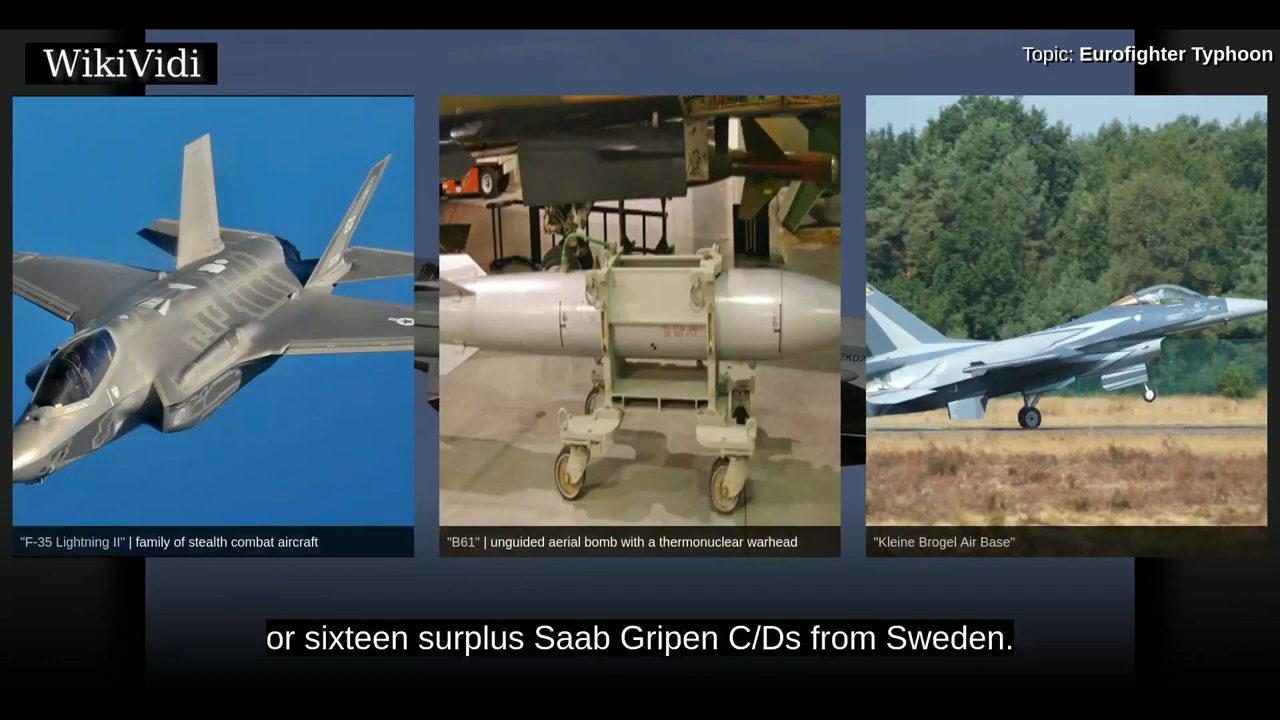 WikiVidi
Topic: Eurofighter Typhoon
"F-35 Lightning II" | family of stealth combat aircraft
"B61" | unguided aerial bomb with a thermonuclear warhead
"Kleine Brogel Air Base"
or sixteen surplus Saab Gripen C/Ds from Sweden.